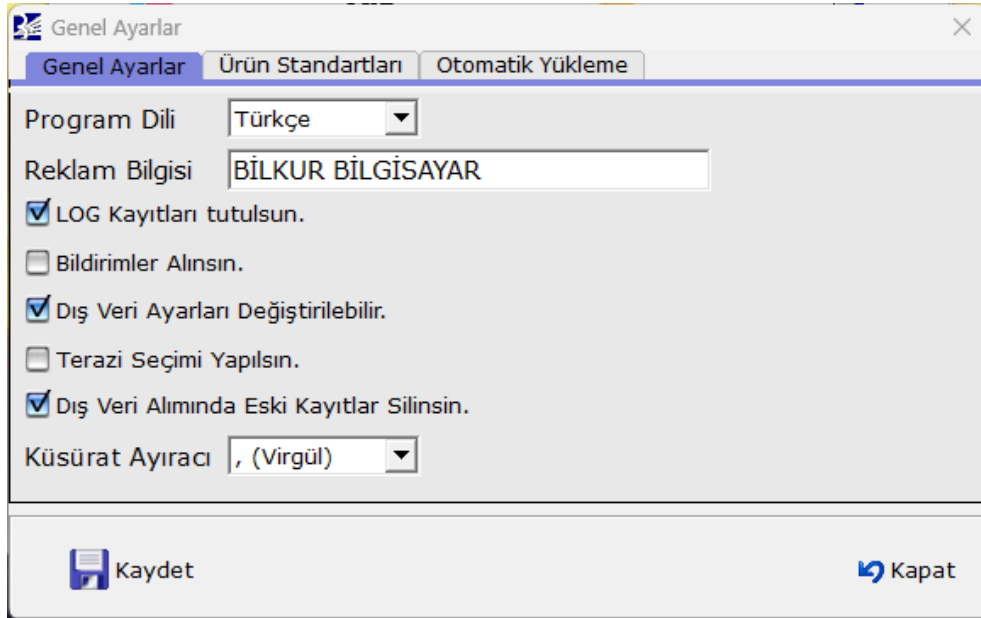 Genel Ayarlar
Genel Ayarlar Ürün Standartları Otomatik Yükleme
Program Dili Türkçe
Reklam Bilgisi BİLKUR BİLGİSAYAR
LOG Kayıtları tutulsun.
Bildirimler Alınsın.
Dış Veri Ayarları Değiştirilebilir.
Terazi Seçimi Yapılsın.
Dış Veri Alımında Eski Kayıtlar Silinsin.
Küsürat Ayıracı , (Virgül)
Kaydet Kapat